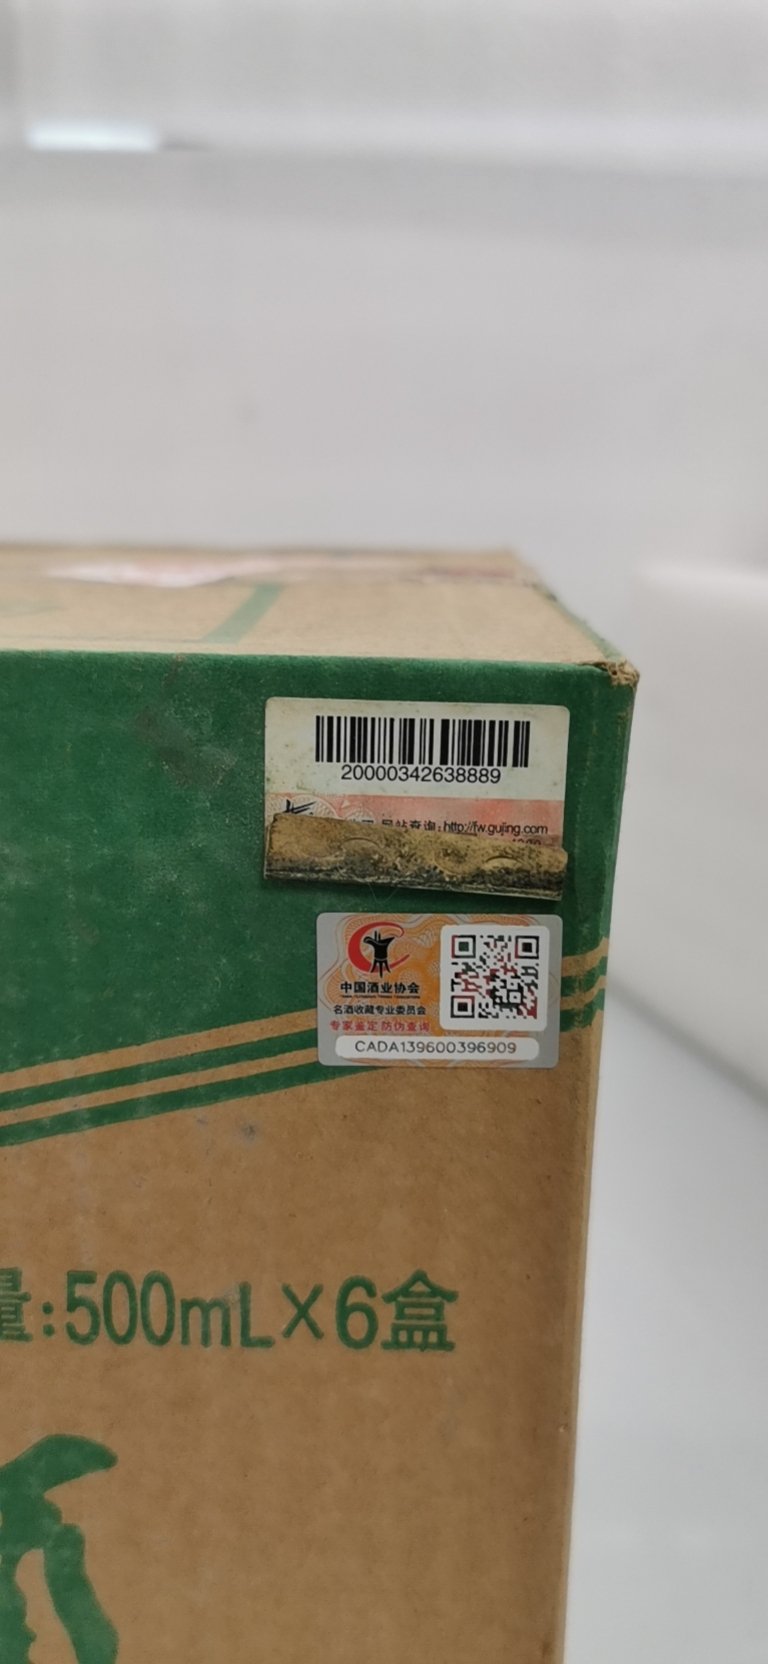 20000342638889
网站查询:http://fw.gujing.com
中国酒业协会
名酒收藏专业委员会
专家鉴定 防伪查询
CADA139600396909
量:500mL×6盒